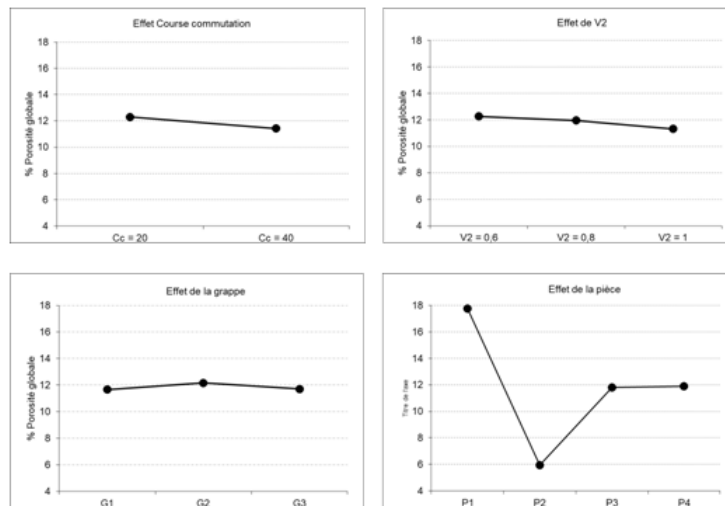 Effet Course commutation
% Porosité globale
18
16
14
12
10
8
6
4
Cc = 20 Cc = 40
Effet de V2
% Porosité globale
18
16
14
12
10
8
6
4
V2 = 0,6 V2 = 0,8 V2 = 1
Effet de la grappe
% Porosité globale
18
16
14
12
10
8
6
4
G1 G2 G3
Effet de la pièce
Titre de l'axe
18
16
14
12
10
8
6
4
P1 P2 P3 P4